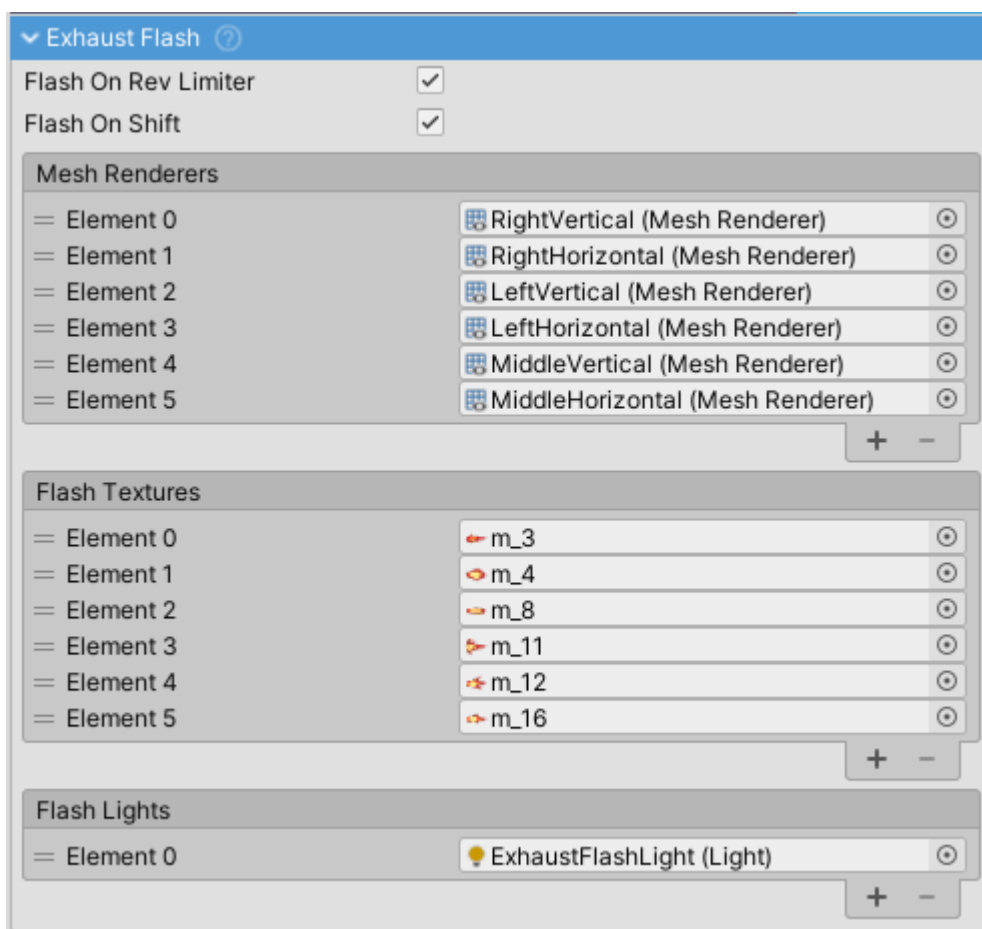 Exhaust Flash ?
Flash On Rev Limiter
Flash On Shift
Mesh Renderers
Element 0 RightVertical (Mesh Renderer)
Element 1 RightHorizontal (Mesh Renderer)
Element 2 LeftVertical (Mesh Renderer)
Element 3 LeftHorizontal (Mesh Renderer)
Element 4 MiddleVertical (Mesh Renderer)
Element 5 MiddleHorizontal (Mesh Renderer)
+ −
Flash Textures
Element 0 m_3
Element 1 m_4
Element 2 m_8
Element 3 m_11
Element 4 m_12
Element 5 m_16
+ −
Flash Lights
Element 0 ExhaustFlashLight (Light)
+ −